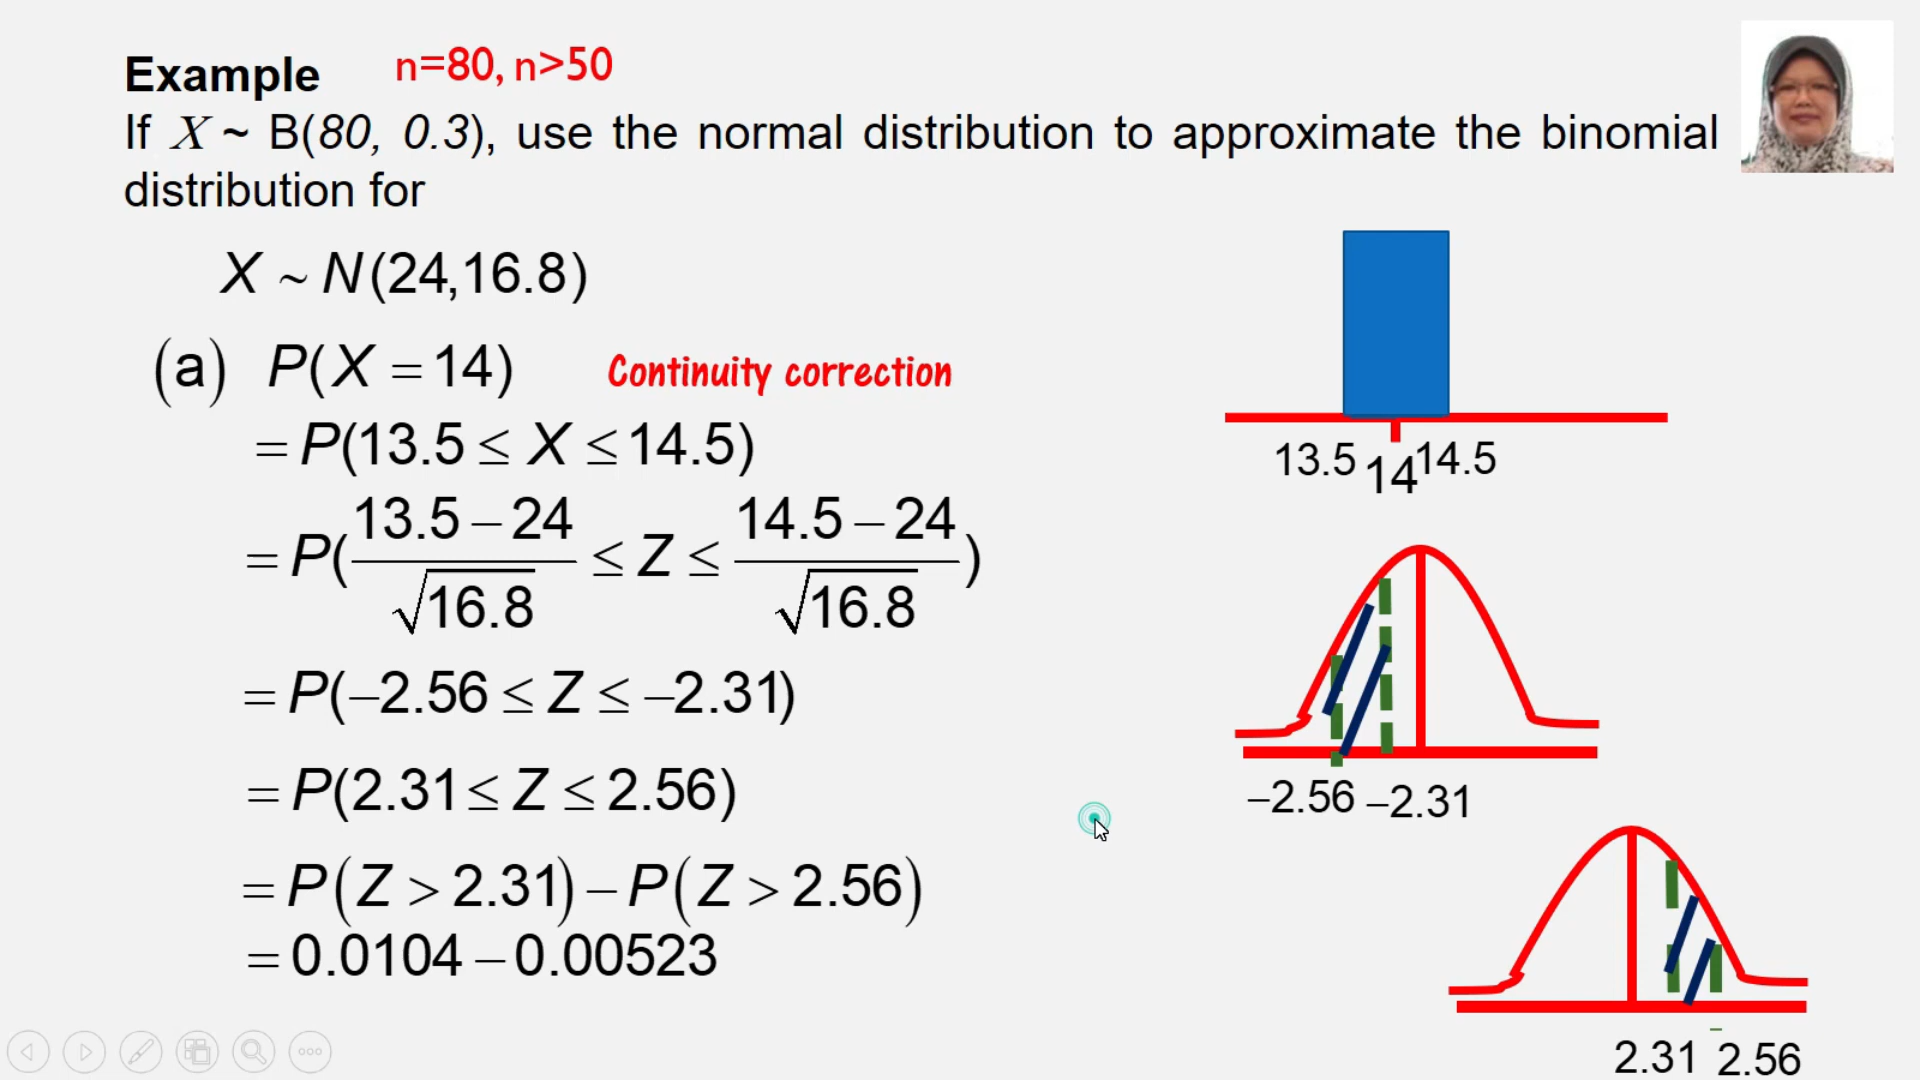 Example n=80, n>50
If X ~ B(80, 0.3), use the normal distribution to approximate the binomial
distribution for
X ~ N(24,16.8)
(a) P(X = 14) Continuity correction
= P(13.5 ≤ X ≤ 14.5)
= P((13.5 − 24)/√16.8 ≤ Z ≤ (14.5 − 24)/√16.8)
= P(−2.56 ≤ Z ≤ −2.31)
= P(2.31 ≤ Z ≤ 2.56)
= P(Z > 2.31) − P(Z > 2.56)
= 0.0104 − 0.00523
13.5 14 14.5
−2.56 −2.31
2.31 2.56